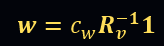 w = c_w R_v^{-1} 1